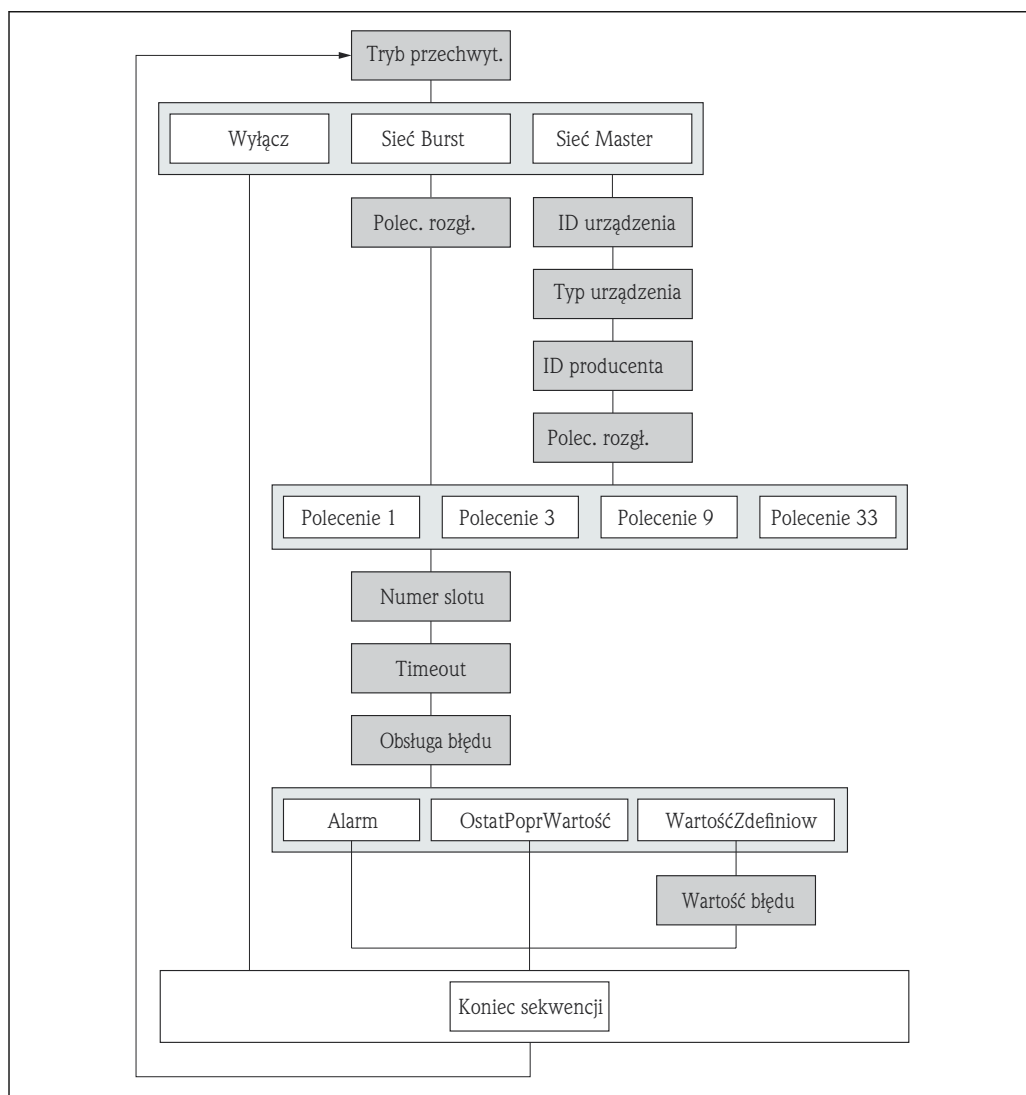 Tryb przechwyt.
Wyłącz
Sieć Burst
Sieć Master
Polec. rozgł.
ID urządzenia
Typ urządzenia
ID producenta
Polec. rozgł.
Polecenie 1
Polecenie 3
Polecenie 9
Polecenie 33
Numer slotu
Timeout
Obsługa błędu
Alarm
OstatPoprWartość
WartośćZdefiniow
Wartość błędu
Koniec sekwencji